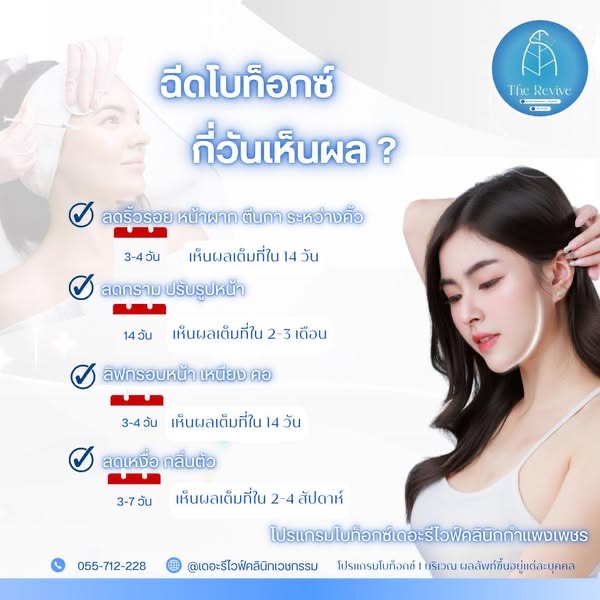 The Revive
ฉีดโบท็อกซ์
กี่วันเห็นผล ?
ลดริ้วรอย หน้าผาก ตีนกา ระหว่างคิ้ว
3-4 วัน
เห็นผลเต็มที่ใน 14 วัน
ลดกราม ปรับรูปหน้า
14 วัน
เห็นผลเต็มที่ใน 2-3 เดือน
ลิฟกรอบหน้า เหนียง คอ
3-4 วัน
เห็นผลเต็มที่ใน 14 วัน
ลดเหงื่อ กลิ่นตัว
3-7 วัน
เห็นผลเต็มที่ใน 2-4 สัปดาห์
โปรแกรมโบท็อกซ์เดอะรีไวฟ์คลินิกกำแพงเพชร
055-712-228
@เดอะรีไวฟ์คลินิกเวชกรรม
โปรแกรมโบท็อกซ์ 1 บริเวณ ผลลัพท์ขึ้นอยู่แต่ละบุคคล